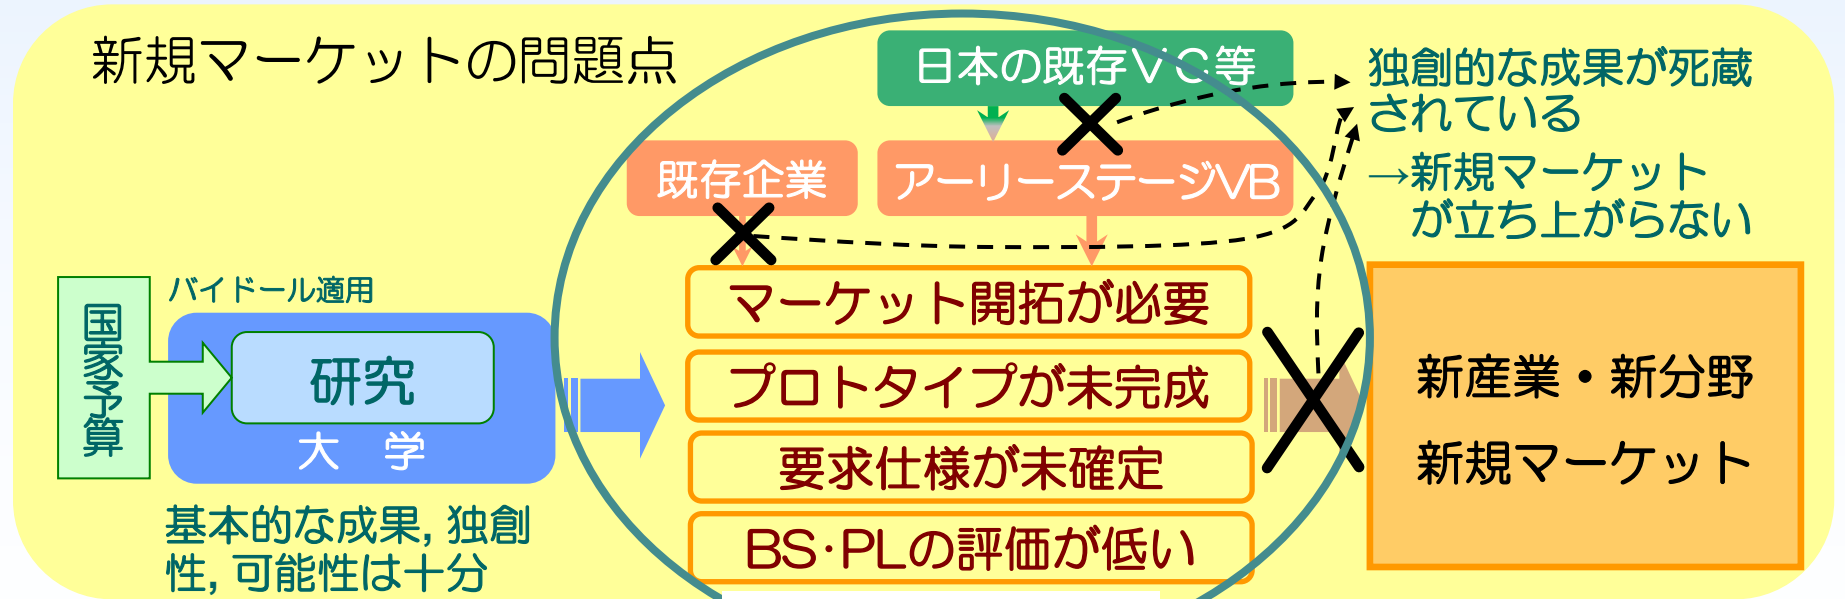 新規マーケットの問題点
日本の既存VC等
独創的な成果が死蔵
されている
→新規マーケット
が立ち上がらない
既存企業
アーリーステージVB
バイドール適用
国家予算
研究
大　学
基本的な成果, 独創
性, 可能性は十分
マーケット開拓が必要
プロトタイプが未完成
要求仕様が未確定
BS･PLの評価が低い
新産業・新分野
新規マーケット